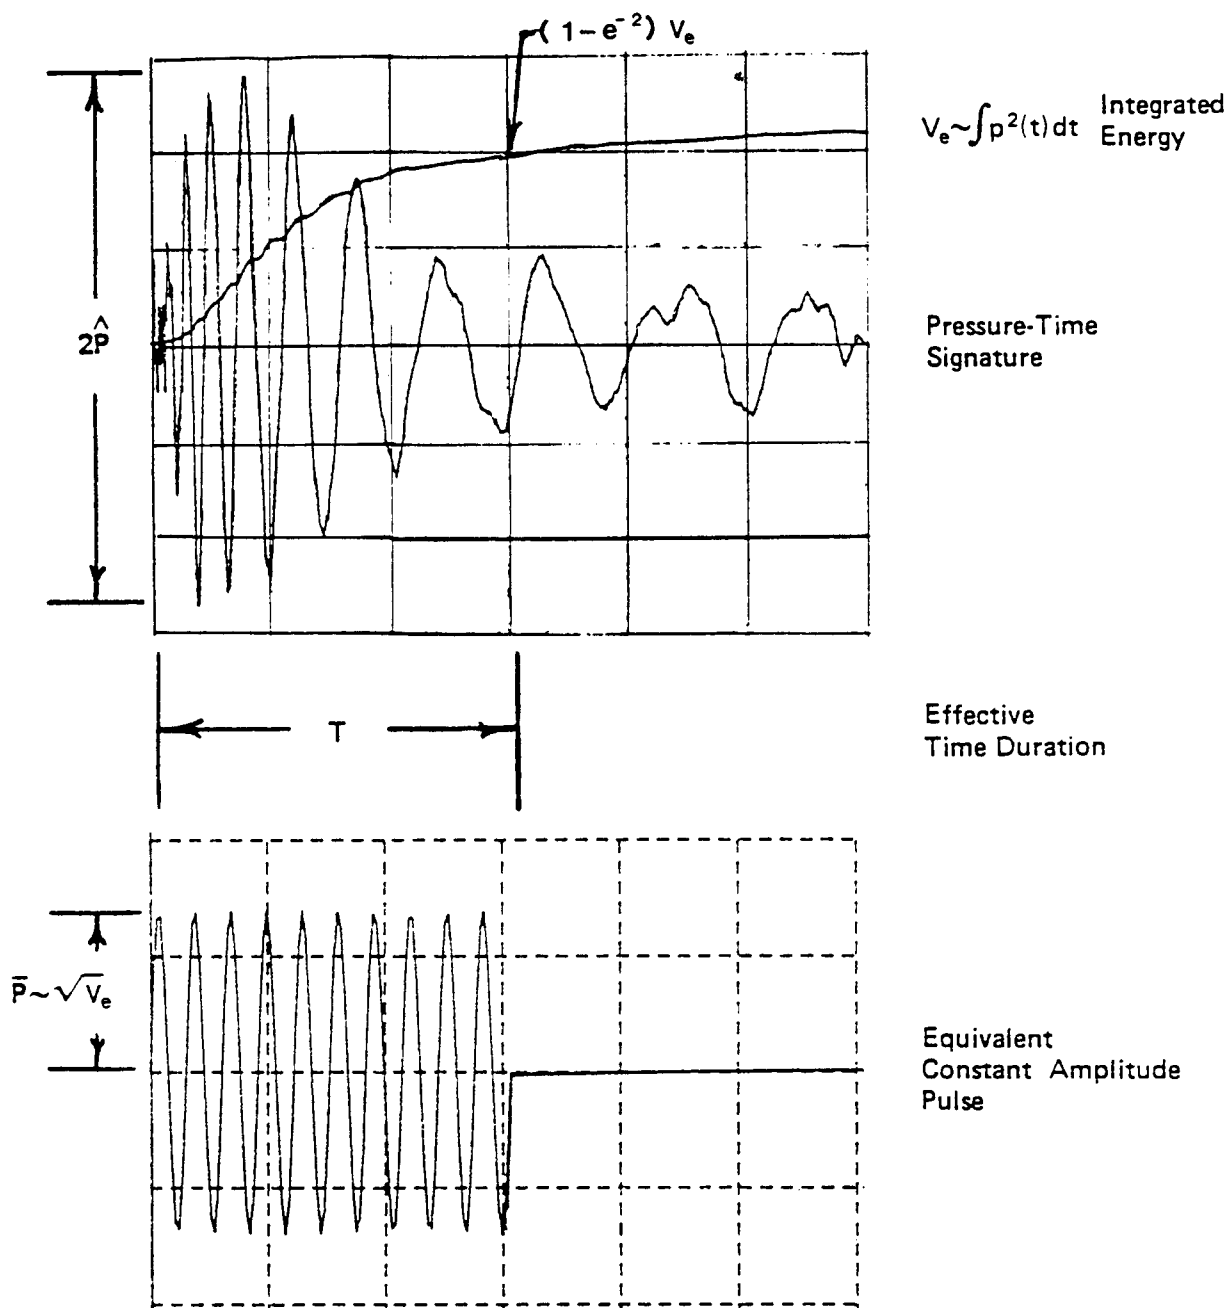 (1-e⁻²) Vₑ
Vₑ~∫p²(t)dt Integrated
Energy
2P̂
Pressure-Time
Signature
T
Effective
Time Duration
P̄~√Vₑ
Equivalent
Constant Amplitude
Pulse